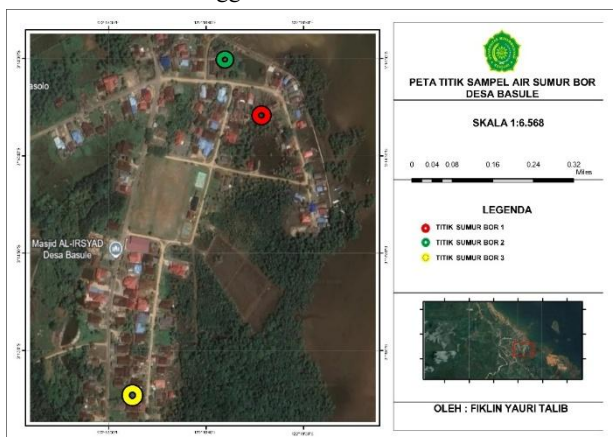 asolo
Masjid AL-IRSYAD
Desa Basule
PETA TITIK SAMPEL AIR SUMUR BOR
DESA BASULE
SKALA 1:6.568
0 0.04 0.08 0.16 0.24 0.32
Miles
LEGENDA
TITIK SUMUR BOR 1
TITIK SUMUR BOR 2
TITIK SUMUR BOR 3
OLEH : FIKLIN YAURI TALIB